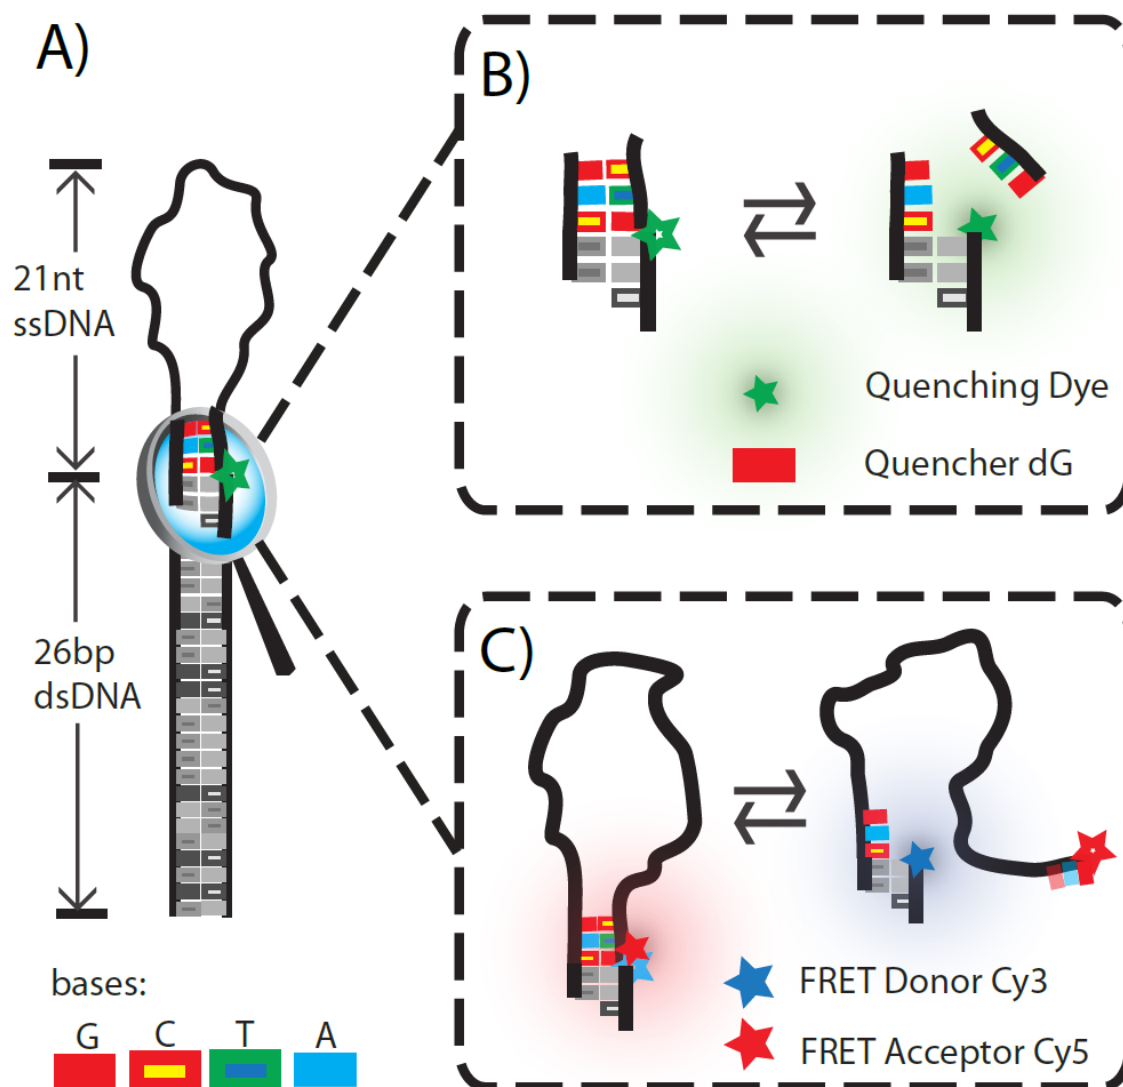 A)
21nt
ssDNA
26bp
dsDNA
bases:
G C T A
B)
Quenching Dye
Quencher dG
C)
FRET Donor Cy3
FRET Acceptor Cy5